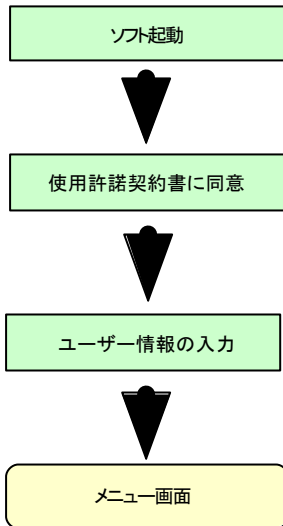 ソフト起動
使用許諾契約書に同意
ユーザー情報の入力
メニュー画面